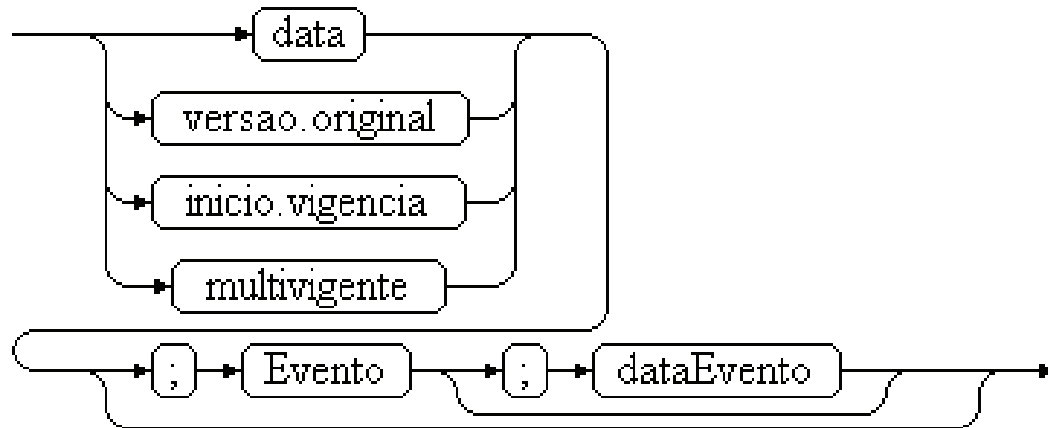 data
versao.original
inicio.vigencia
multivigente
; Evento ; dataEvento